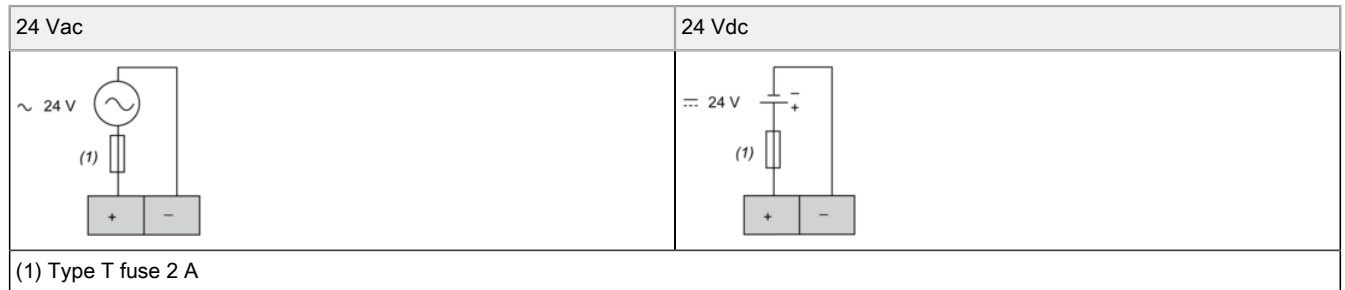 24 Vac
24 Vdc
~ 24 V
(1)
+ −
⎓ 24 V
−
+
(1)
+ −
(1) Type T fuse 2 A